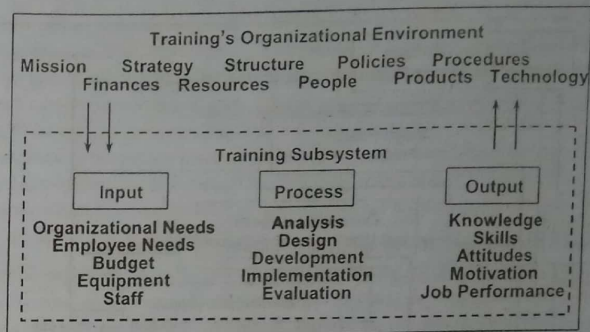 Training's Organizational Environment
Mission Strategy Structure Policies Procedures
Finances Resources People Products Technology
Training Subsystem
Input
Organizational Needs
Employee Needs
Budget
Equipment
Staff
Process
Analysis
Design
Development
Implementation
Evaluation
Output
Knowledge
Skills
Attitudes
Motivation
Job Performance